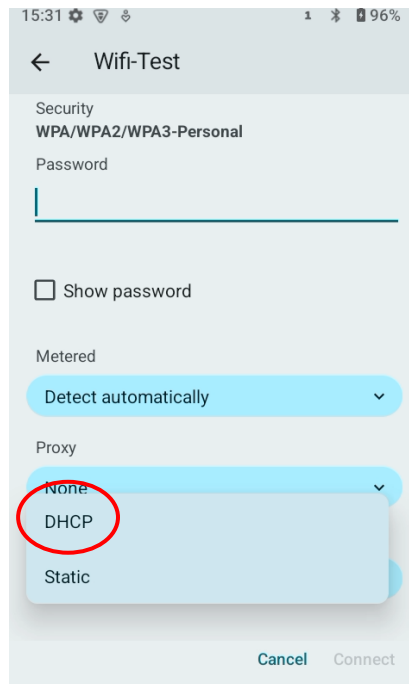 15:31 1 96%
Wifi-Test
Security
WPA/WPA2/WPA3-Personal
Password
Show password
Metered
Detect automatically
Proxy
None
DHCP
Static
Cancel Connect